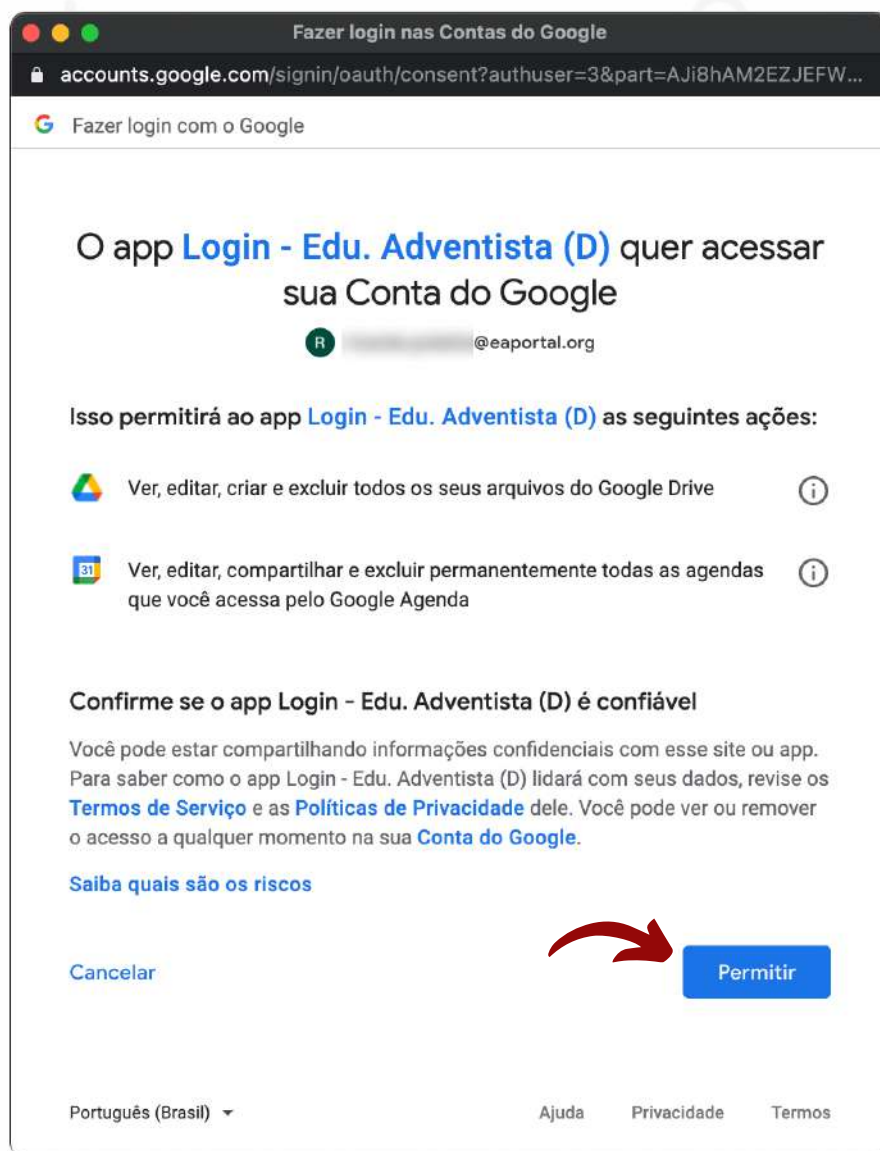 Fazer login nas Contas do Google
accounts.google.com/signin/oauth/consent?authuser=3&part=AJi8hAM2EZJEFW...
G Fazer login com o Google
O app Login - Edu. Adventista (D) quer acessar
sua Conta do Google
R @eaportal.org
Isso permitirá ao app Login - Edu. Adventista (D) as seguintes ações:
Ver, editar, criar e excluir todos os seus arquivos do Google Drive
31 Ver, editar, compartilhar e excluir permanentemente todas as agendas
que você acessa pelo Google Agenda
Confirme se o app Login - Edu. Adventista (D) é confiável
Você pode estar compartilhando informações confidenciais com esse site ou app.
Para saber como o app Login - Edu. Adventista (D) lidará com seus dados, revise os
Termos de Serviço e as Políticas de Privacidade dele. Você pode ver ou remover
o acesso a qualquer momento na sua Conta do Google.
Saiba quais são os riscos
Cancelar Permitir
Português (Brasil) Ajuda Privacidade Termos